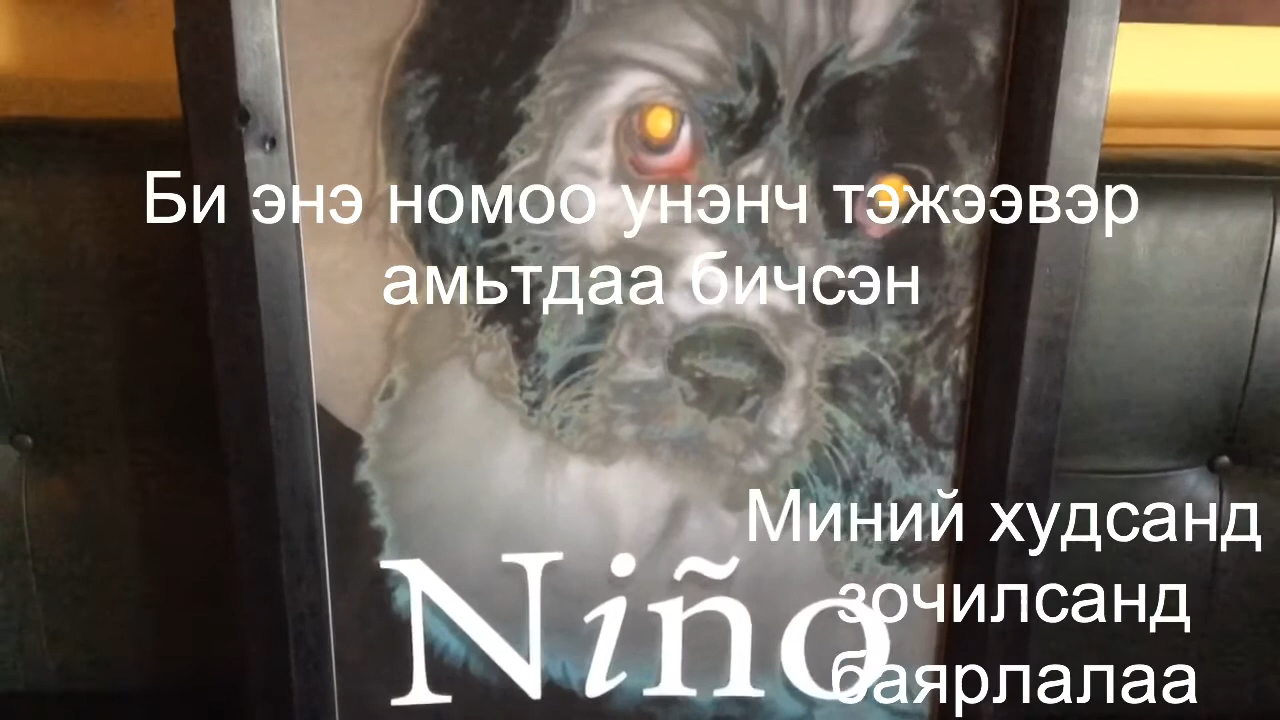 Би энэ номоо унэнч тэжээвэр
амьтдаа бичсэн
Миний худсанд
зочилсанд
баярлалаа
Niño